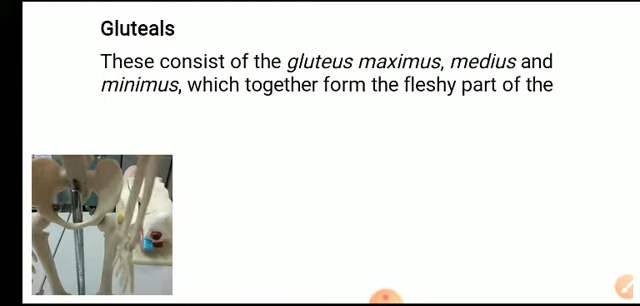 Gluteals
These consist of the gluteus maximus, medius and
minimus, which together form the fleshy part of the